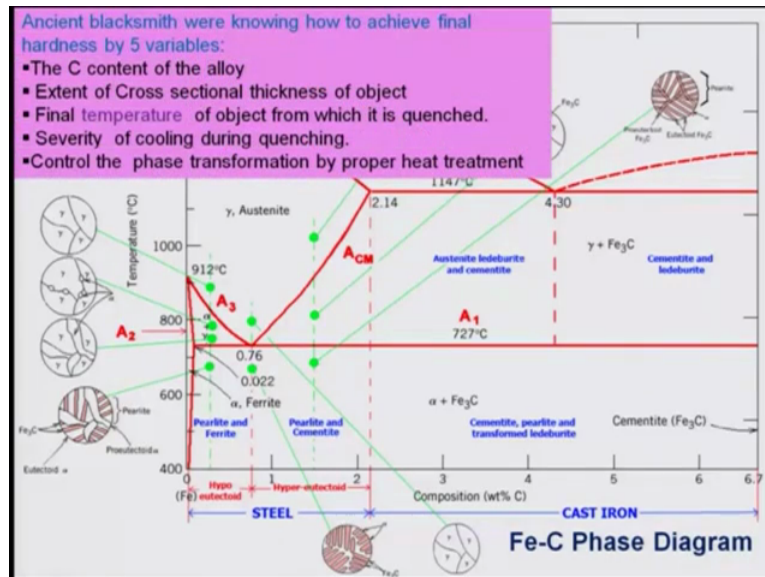 Ancient blacksmith were knowing how to achieve final
hardness by 5 variables:
▪The C content of the alloy
▪ Extent of Cross sectional thickness of object
▪ Final temperature of object from which it is quenched.
▪ Severity of cooling during quenching.
▪Control the phase transformation by proper heat treatment
Fe₃C
Pearlite
Proeutectoid
Fe₃C
Eutectoid Fe₃C
1147°C
2.14
4.30
Temperature (°C)
γ, Austenite
1000
912°C
A3
ACM
Austenite ledeburite
and cementite
γ + Fe₃C
Cementite and
ledeburite
γ γ
γ γ
γ γ
γ γ
α
γ γ
γ γ
800
A2
α
γ
A1
727°C
0.76
0.022
600
α, Ferrite
α + Fe₃C
Cementite (Fe₃C)
Pearlite
Fe₃C
Proeutectoid α
Eutectoid α
Pearlite and
Ferrite
Pearlite and
Cementite
Cementite, pearlite and
transformed ledeburite
400
0 1 2 3 4 5 6 6.7
(Fe)
Hypo
eutectoid
Hyper-eutectoid
Composition (wt% C)
STEEL
CAST IRON
Fe-C Phase Diagram
γ γ
γ γ
Fe₃C